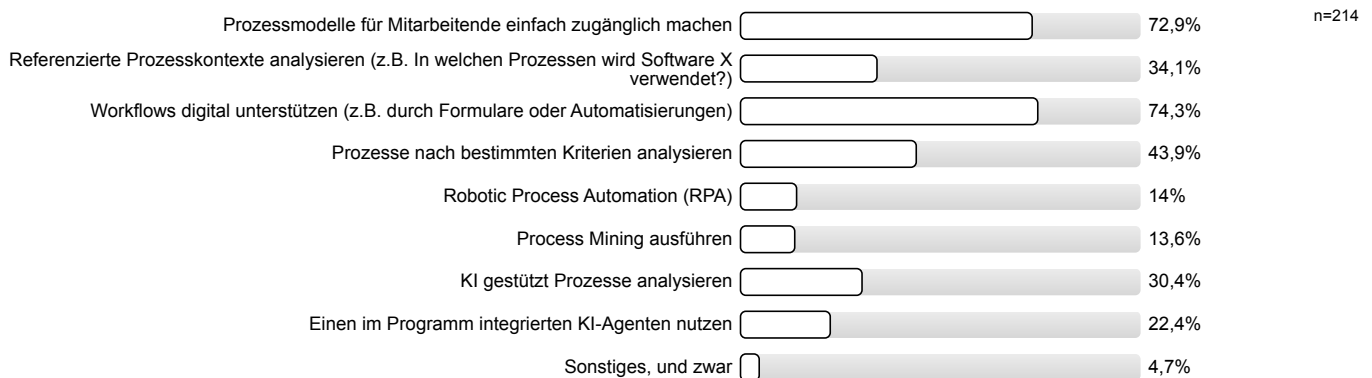 Prozessmodelle für Mitarbeitende einfach zugänglich machen 72,9% n=214
Referenzierte Prozesskontexte analysieren (z.B. In welchen Prozessen wird Software X
verwendet?) 34,1%
Workflows digital unterstützen (z.B. durch Formulare oder Automatisierungen) 74,3%
Prozesse nach bestimmten Kriterien analysieren 43,9%
Robotic Process Automation (RPA) 14%
Process Mining ausführen 13,6%
KI gestützt Prozesse analysieren 30,4%
Einen im Programm integrierten KI-Agenten nutzen 22,4%
Sonstiges, und zwar 4,7%